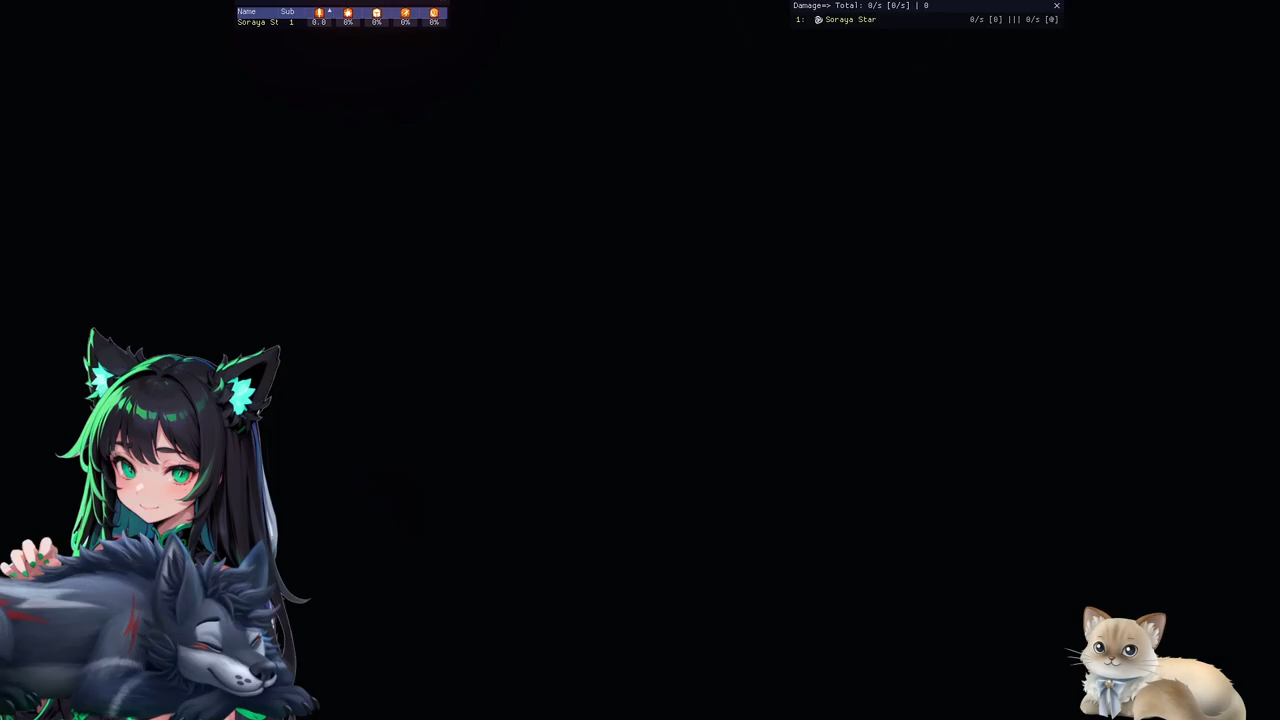 Name Sub
Soraya St 1 0.0 0% 0% 0% 0%
Damage=> Total: 0/s [0/s] | 0
1: Soraya Star 0/s [0] ||| 0/s [@]